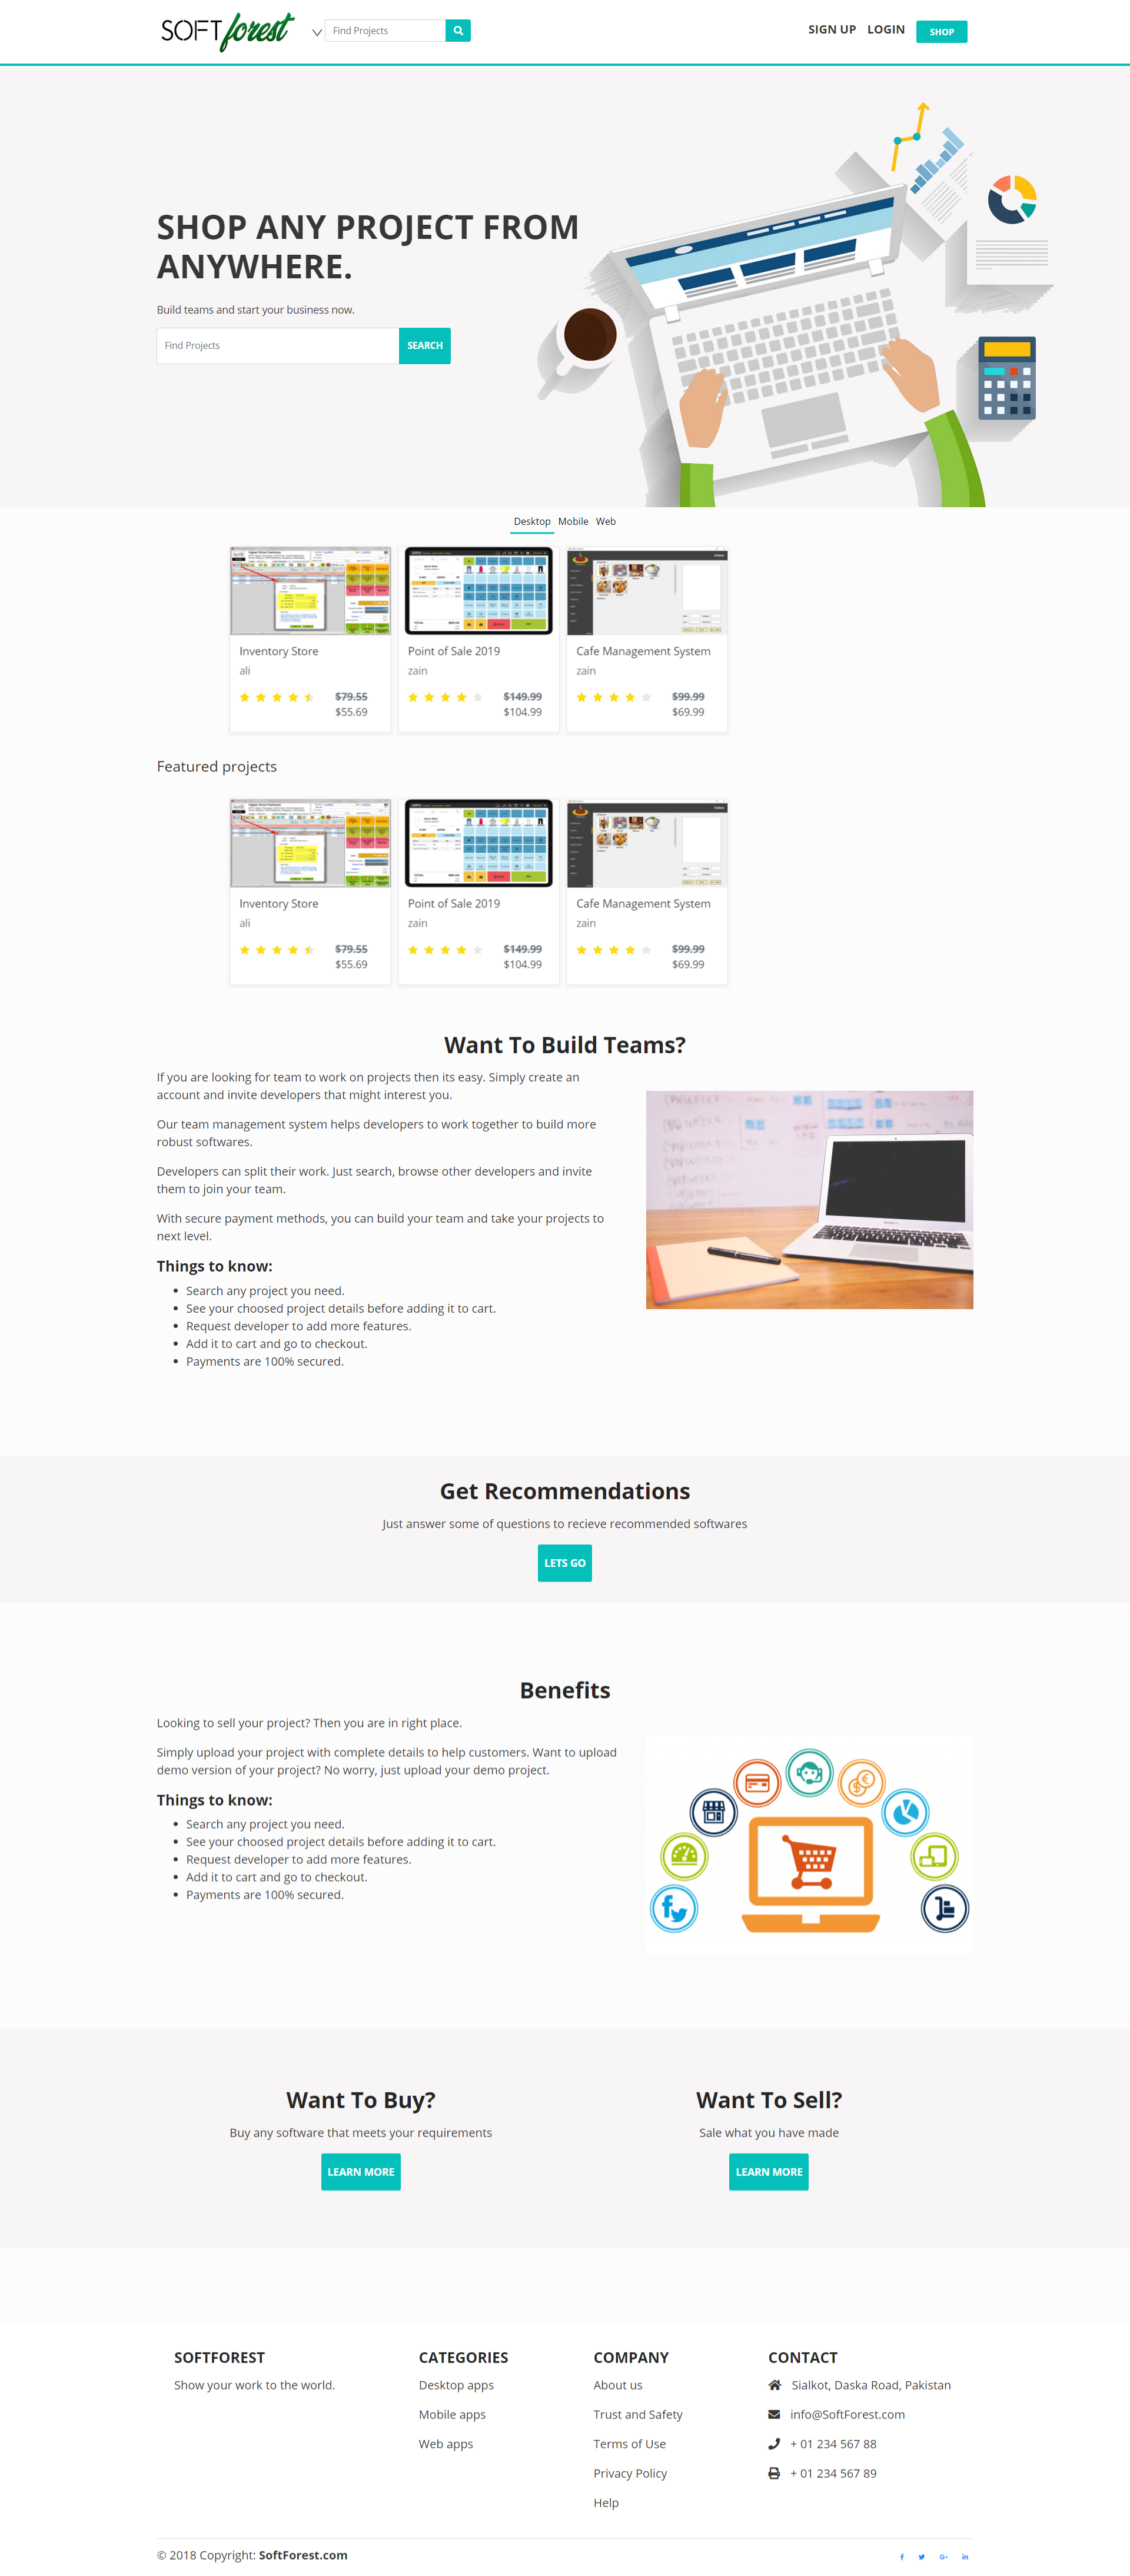 SOFT forest
Find Projects
SIGN UP LOGIN SHOP
SHOP ANY PROJECT FROM
ANYWHERE.
Build teams and start your business now.
Find Projects SEARCH
Desktop Mobile Web
Inventory Store
ali
$79.55
$55.69
Point of Sale 2019
zain
$149.99
$104.99
Cafe Management System
zain
$99.99
$69.99
Featured projects
Inventory Store
ali
$79.55
$55.69
Point of Sale 2019
zain
$149.99
$104.99
Cafe Management System
zain
$99.99
$69.99
Want To Build Teams?
If you are looking for team to work on projects then its easy. Simply create an
account and invite developers that might interest you.
Our team management system helps developers to work together to build more
robust softwares.
Developers can split their work. Just search, browse other developers and invite
them to join your team.
With secure payment methods, you can build your team and take your projects to
next level.
Things to know:
• Search any project you need.
• See your choosed project details before adding it to cart.
• Request developer to add more features.
• Add it to cart and go to checkout.
• Payments are 100% secured.
Get Recommendations
Just answer some of questions to recieve recommended softwares
LETS GO
Benefits
Looking to sell your project? Then you are in right place.
Simply upload your project with complete details to help customers. Want to upload
demo version of your project? No worry, just upload your demo project.
Things to know:
• Search any project you need.
• See your choosed project details before adding it to cart.
• Request developer to add more features.
• Add it to cart and go to checkout.
• Payments are 100% secured.
Want To Buy?
Buy any software that meets your requirements
LEARN MORE
Want To Sell?
Sale what you have made
LEARN MORE
SOFTFOREST
Show your work to the world.
CATEGORIES
Desktop apps
Mobile apps
Web apps
COMPANY
About us
Trust and Safety
Terms of Use
Privacy Policy
Help
CONTACT
Sialkot, Daska Road, Pakistan
info@SoftForest.com
+ 01 234 567 88
+ 01 234 567 89
© 2018 Copyright: SoftForest.com